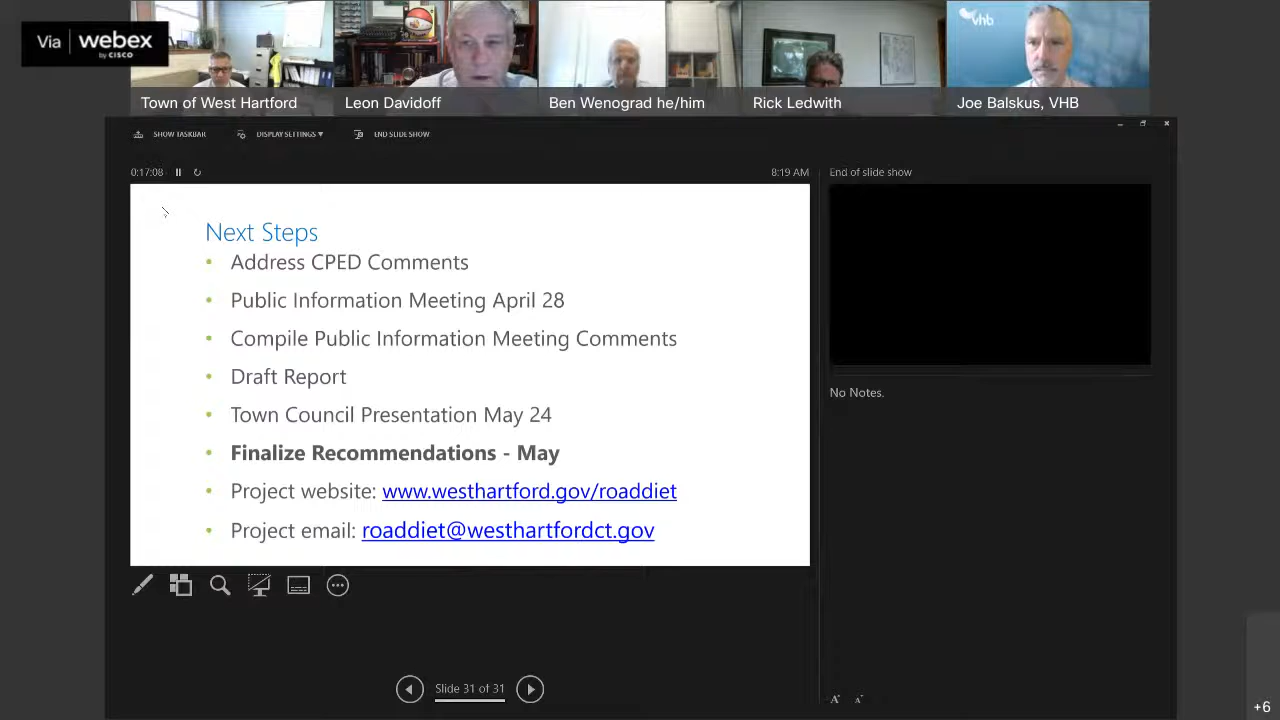 Via webex
by CISCO
vhb
Town of West Hartford
Leon Davidoff
Ben Wenograd he/him
Rick Ledwith
Joe Balskus, VHB
SHOW TASKBAR
DISPLAY SETTINGS ▾
END SLIDE SHOW
0:17:08
8:19 AM
End of slide show
Next Steps
• Address CPED Comments
• Public Information Meeting April 28
• Compile Public Information Meeting Comments
• Draft Report
• Town Council Presentation May 24
• Finalize Recommendations - May
• Project website: www.westhartford.gov/roaddiet
• Project email: roaddiet@westhartfordct.gov
No Notes.
Slide 31 of 31
A A
+6